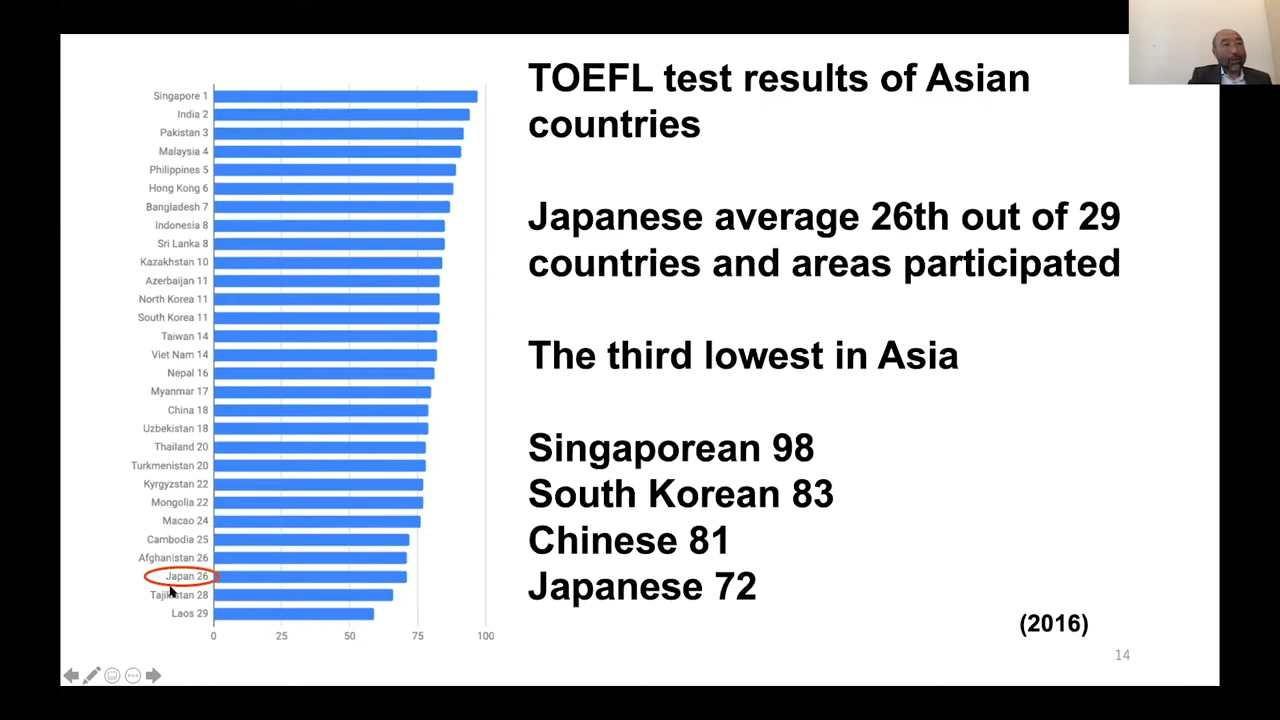 Singapore 1
India 2
Pakistan 3
Malaysia 4
Philippines 5
Hong Kong 6
Bangladesh 7
Indonesia 8
Sri Lanka 8
Kazakhstan 10
Azerbaijan 11
North Korea 11
South Korea 11
Taiwan 14
Viet Nam 14
Nepal 16
Myanmar 17
China 18
Uzbekistan 18
Thailand 20
Turkmenistan 20
Kyrgyzstan 22
Mongolia 22
Macao 24
Cambodia 25
Afghanistan 26
Japan 26
Tajikistan 28
Laos 29
0 25 50 75 100
TOEFL test results of Asian
countries
Japanese average 26th out of 29
countries and areas participated
The third lowest in Asia
Singaporean 98
South Korean 83
Chinese 81
Japanese 72
(2016)
14